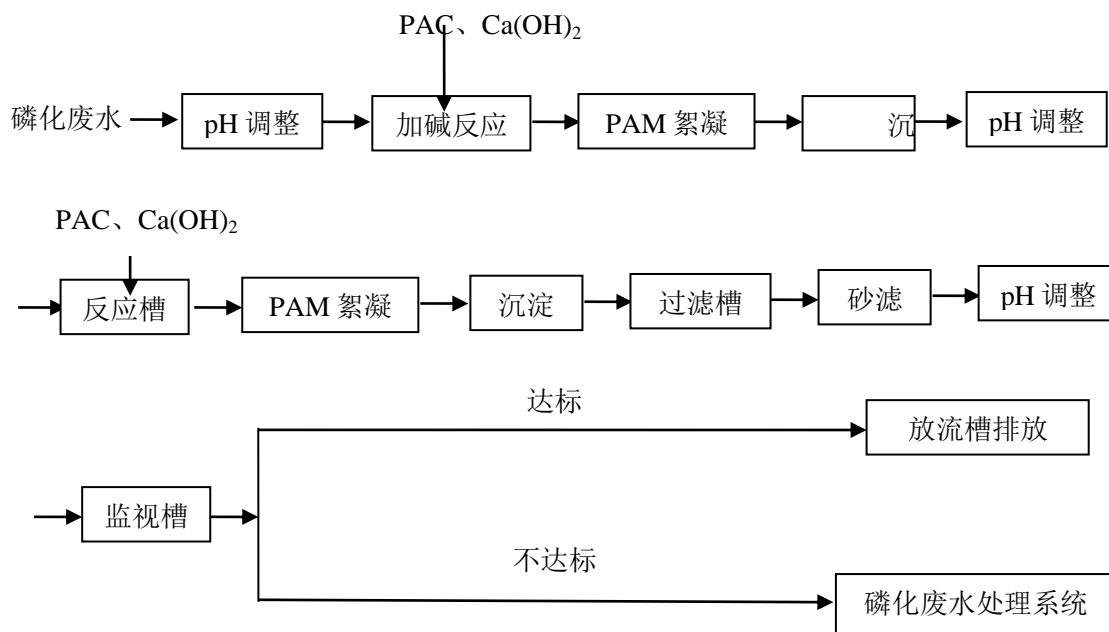 PAC、Ca(OH)₂
磷化废水
pH 调整
加碱反应
PAM 絮凝
沉
pH 调整
PAC、Ca(OH)₂
反应槽
PAM 絮凝
沉淀
过滤槽
砂滤
pH 调整
达标
放流槽排放
监视槽
不达标
磷化废水处理系统